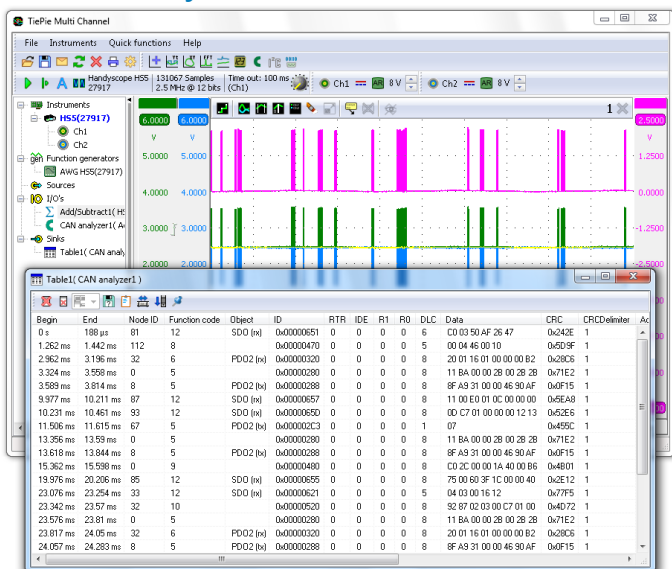 TiePie Multi Channel
File Instruments Quick functions Help
Handyscope HS5 27917
131067 Samples 2.5 MHz @ 12 bits
Time out: 100 ms (Ch1)
Ch1 AR 8 V
Ch2 AR 8 V
Instruments
HS5(27917)
Ch1
Ch2
gen Function generators
AWG HS5(27917)
Sources
I/O's
Add/Subtract1( HS
CAN analyzer1( A
Sinks
Table1( CAN analy
1
6.0000 6.0000 2.5000
V V V
5.0000 5.0000 1.2500
4.0000 4.0000 0.0000
3.0000 3.0000 -1.2500
2.0000 2.0000
Table1( CAN analyzer1 )
Begin End Node ID Function code Object ID RTR IDE R1 R0 DLC Data CRC CRCDelimiter Ac
0 s 188 µs 81 12 SDO (rx) 0x00000651 0 0 0 0 6 C0 03 50 AF 26 47 0x242E 1
1.262 ms 1.442 ms 112 8 0x00000470 0 0 0 0 5 00 04 46 00 10 0x5D9F 1
2.962 ms 3.196 ms 32 6 PDO2 (rx) 0x00000320 0 0 0 0 8 20 01 16 01 00 00 00 B2 0x28C6 1
3.324 ms 3.558 ms 0 5 0x00000280 0 0 0 0 8 11 BA 00 00 2B 00 2B 2B 0x71E2 1
3.589 ms 3.814 ms 8 5 PDO2 (tx) 0x00000288 0 0 0 0 8 8F A9 31 00 00 46 90 AF 0x0F15 1
9.977 ms 10.211 ms 87 12 SDO (rx) 0x00000657 0 0 0 0 8 11 00 E0 01 0C 00 00 00 0x5EA8 1
10.231 ms 10.461 ms 93 12 SDO (rx) 0x0000065D 0 0 0 0 8 0D C7 01 00 00 00 12 13 0x52E6 1
11.506 ms 11.615 ms 67 5 PDO2 (tx) 0x000002C3 0 0 0 0 1 07 0x455C 1
13.356 ms 13.59 ms 0 5 0x00000280 0 0 0 0 8 11 BA 00 00 2B 00 2B 2B 0x71E2 1
13.618 ms 13.844 ms 8 5 PDO2 (tx) 0x00000288 0 0 0 0 8 8F A9 31 00 00 46 90 AF 0x0F15 1
15.362 ms 15.598 ms 0 9 0x00000480 0 0 0 0 8 C0 2C 00 00 1A 40 00 B6 0x4B01 1
19.976 ms 20.206 ms 85 12 SDO (rx) 0x00000655 0 0 0 0 8 75 00 60 3F 1C 00 00 40 0x2E12 1
23.076 ms 23.254 ms 33 12 SDO (rx) 0x00000621 0 0 0 0 5 04 03 00 16 12 0x77F5 1
23.342 ms 23.57 ms 32 10 0x00000520 0 0 0 0 8 92 87 02 03 00 C7 01 00 0x4D72 1
23.576 ms 23.81 ms 0 5 0x00000280 0 0 0 0 8 11 BA 00 00 2B 00 2B 2B 0x71E2 1
23.817 ms 24.05 ms 32 6 PDO2 (rx) 0x00000320 0 0 0 0 8 20 01 16 01 00 00 00 B2 0x28C6 1
24.057 ms 24.283 ms 8 5 PDO2 (tx) 0x00000288 0 0 0 0 8 8F A9 31 00 00 46 90 AF 0x0F15 1